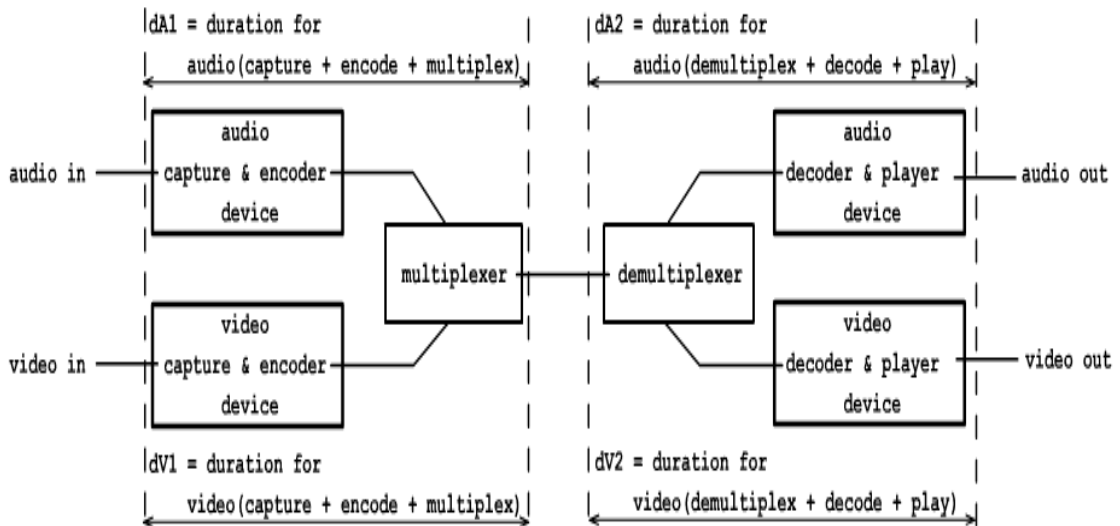 dA1 = duration for
audio(capture + encode + multiplex)
dA2 = duration for
audio(demultiplex + decode + play)
audio in
audio
capture & encoder
device
audio
decoder & player
device
audio out
multiplexer
demultiplexer
video in
video
capture & encoder
device
video
decoder & player
device
video out
dV1 = duration for
video(capture + encode + multiplex)
dV2 = duration for
video(demultiplex + decode + play)